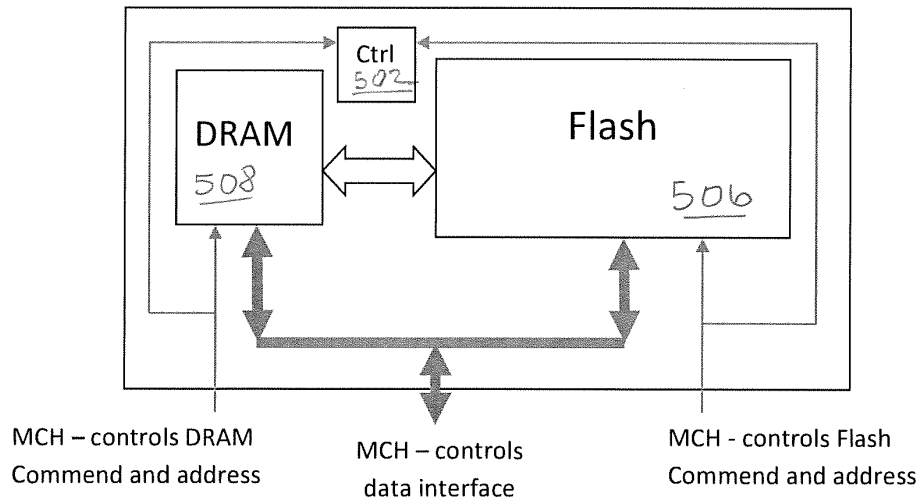 Ctrl
502
DRAM
508
Flash
506
MCH – controls DRAM
Commend and address
MCH – controls
data interface
MCH - controls Flash
Commend and address